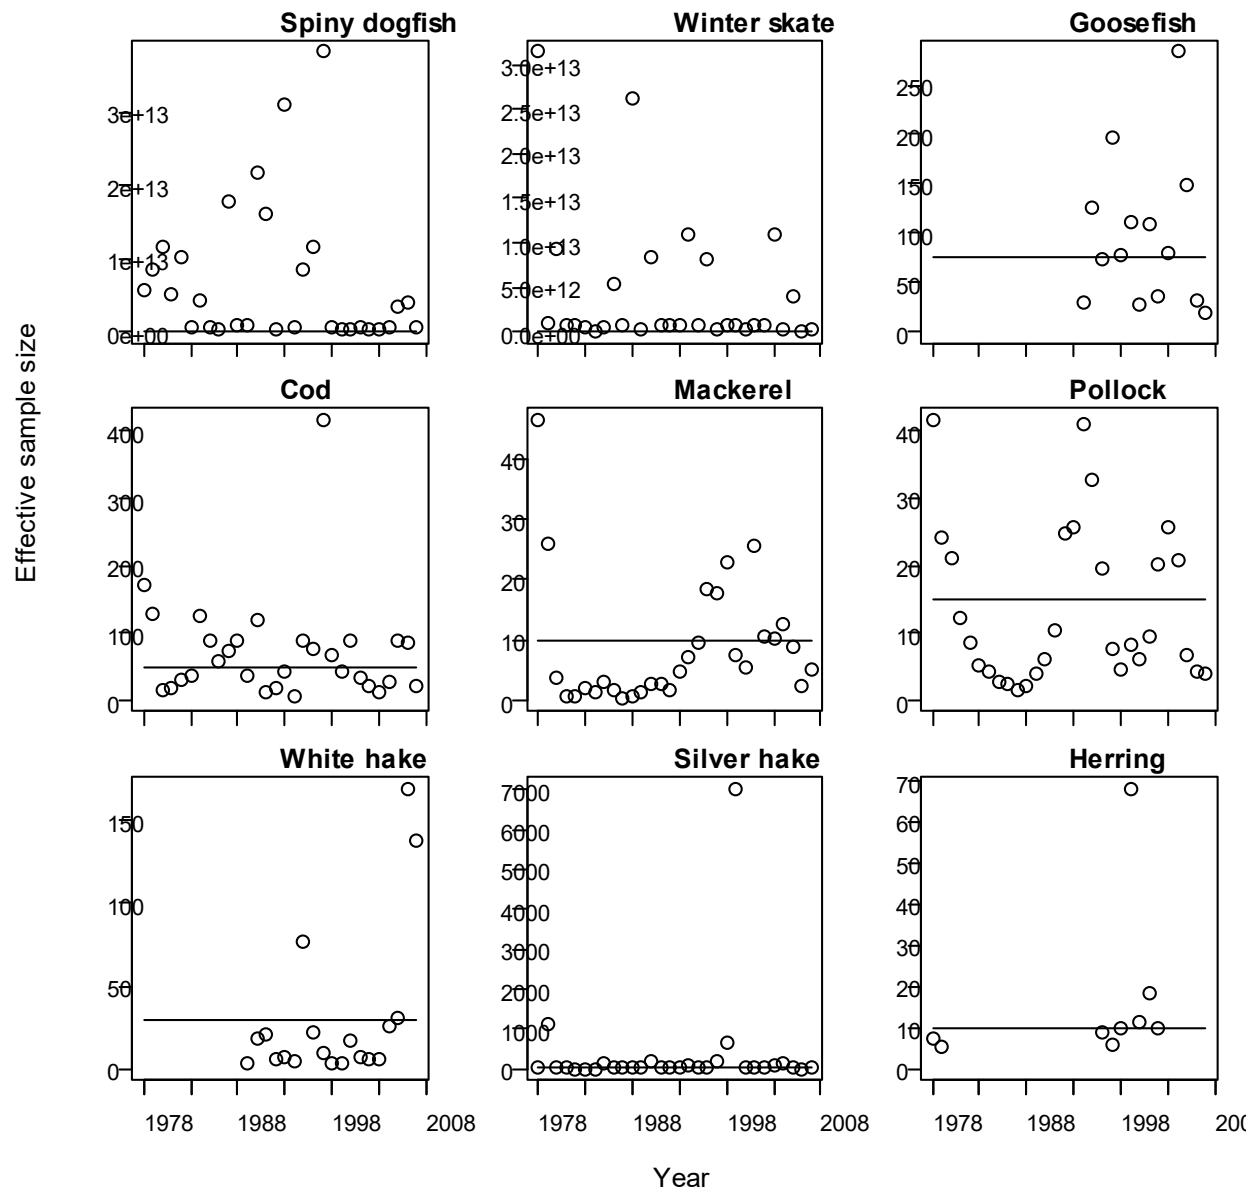 Spiny dogfish
Winter skate
Goosefish
3e+13
2e+13
1e+13
0e+00
3.0e+13
2.5e+13
2.0e+13
1.5e+13
1.0e+13
5.0e+12
0.0e+00
250
200
150
100
50
0
Effective sample size
Cod
Mackerel
Pollock
400
300
200
100
0
40
30
20
10
0
40
30
20
10
0
White hake
Silver hake
Herring
150
100
50
0
7000
6000
5000
4000
3000
2000
1000
0
70
60
50
40
30
20
10
0
1978 1988 1998 2008
1978 1988 1998 2008
1978 1988 1998 200
Year